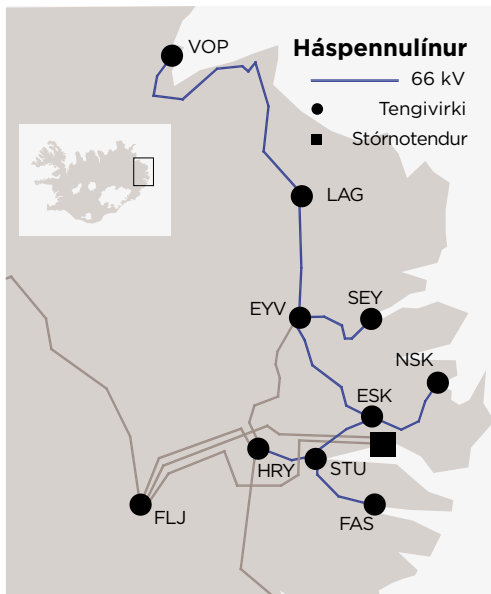 VOP
Háspennulínur
66 kV
Tengivirki
Stórnotendur
LAG
EYV
SEY
NSK
ESK
HRY
STU
FLJ
FAS